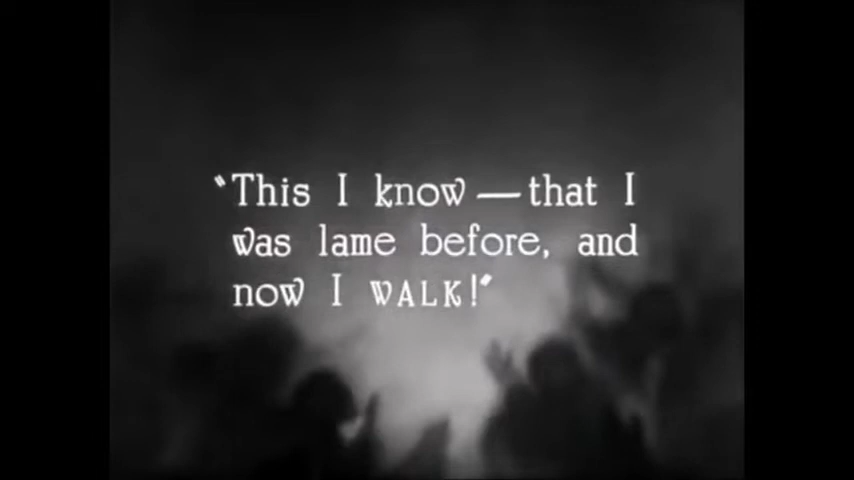 "This I know — that I
was lame before, and
now I WALK!"